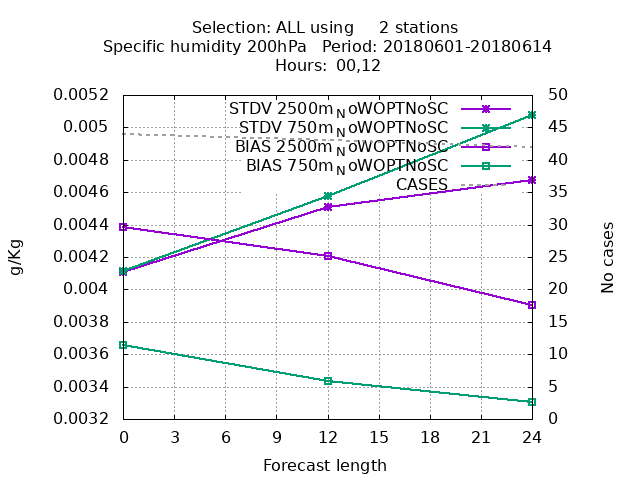 Selection: ALL using 2 stations
Specific humidity 200hPa Period: 20180601-20180614
Hours: 00,12
STDV 2500m_NoWOPTNoSC
STDV 750m_NoWOPTNoSC
BIAS 2500m_NoWOPTNoSC
BIAS 750m_NoWOPTNoSC
CASES
0.0052
0.005
0.0048
0.0046
0.0044
0.0042
0.004
0.0038
0.0036
0.0034
0.0032
g/Kg
50
45
40
35
30
25
20
15
10
5
0
No cases
0 3 6 9 12 15 18 21 24
Forecast length